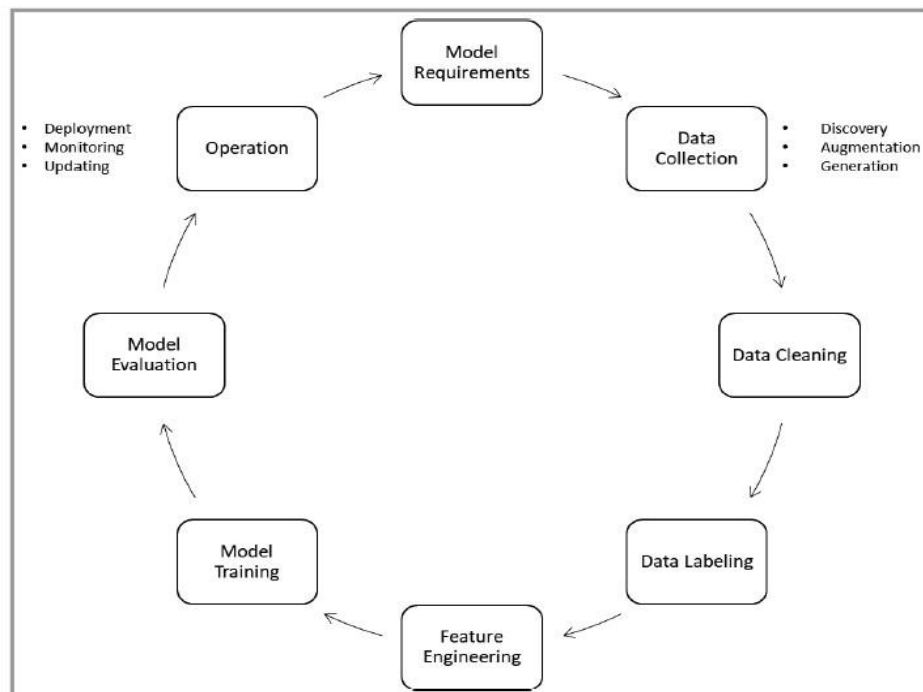 Model
Requirements
Data
Collection
• Discovery
• Augmentation
• Generation
Data Cleaning
Data Labeling
Feature
Engineering
Model
Training
Model
Evaluation
Operation
• Deployment
• Monitoring
• Updating